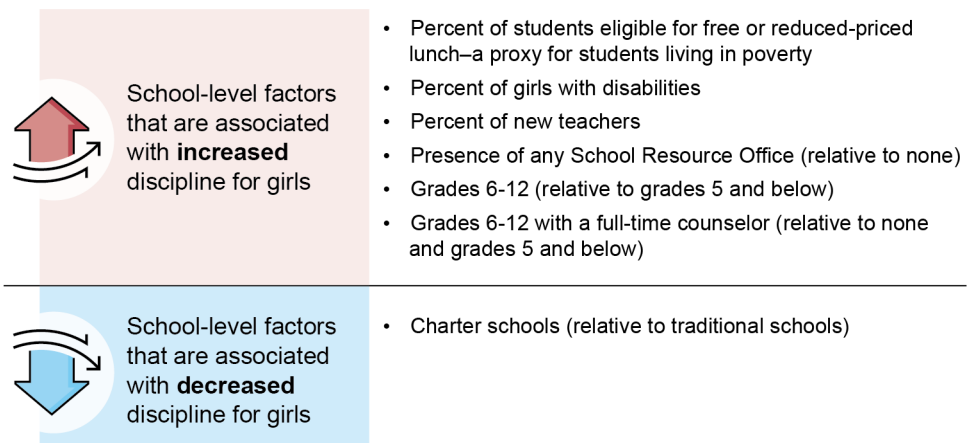 School-level factors
that are associated
with increased
discipline for girls
• Percent of students eligible for free or reduced-priced
lunch–a proxy for students living in poverty
• Percent of girls with disabilities
• Percent of new teachers
• Presence of any School Resource Office (relative to none)
• Grades 6-12 (relative to grades 5 and below)
• Grades 6-12 with a full-time counselor (relative to none
and grades 5 and below)
School-level factors
that are associated
with decreased
discipline for girls
• Charter schools (relative to traditional schools)